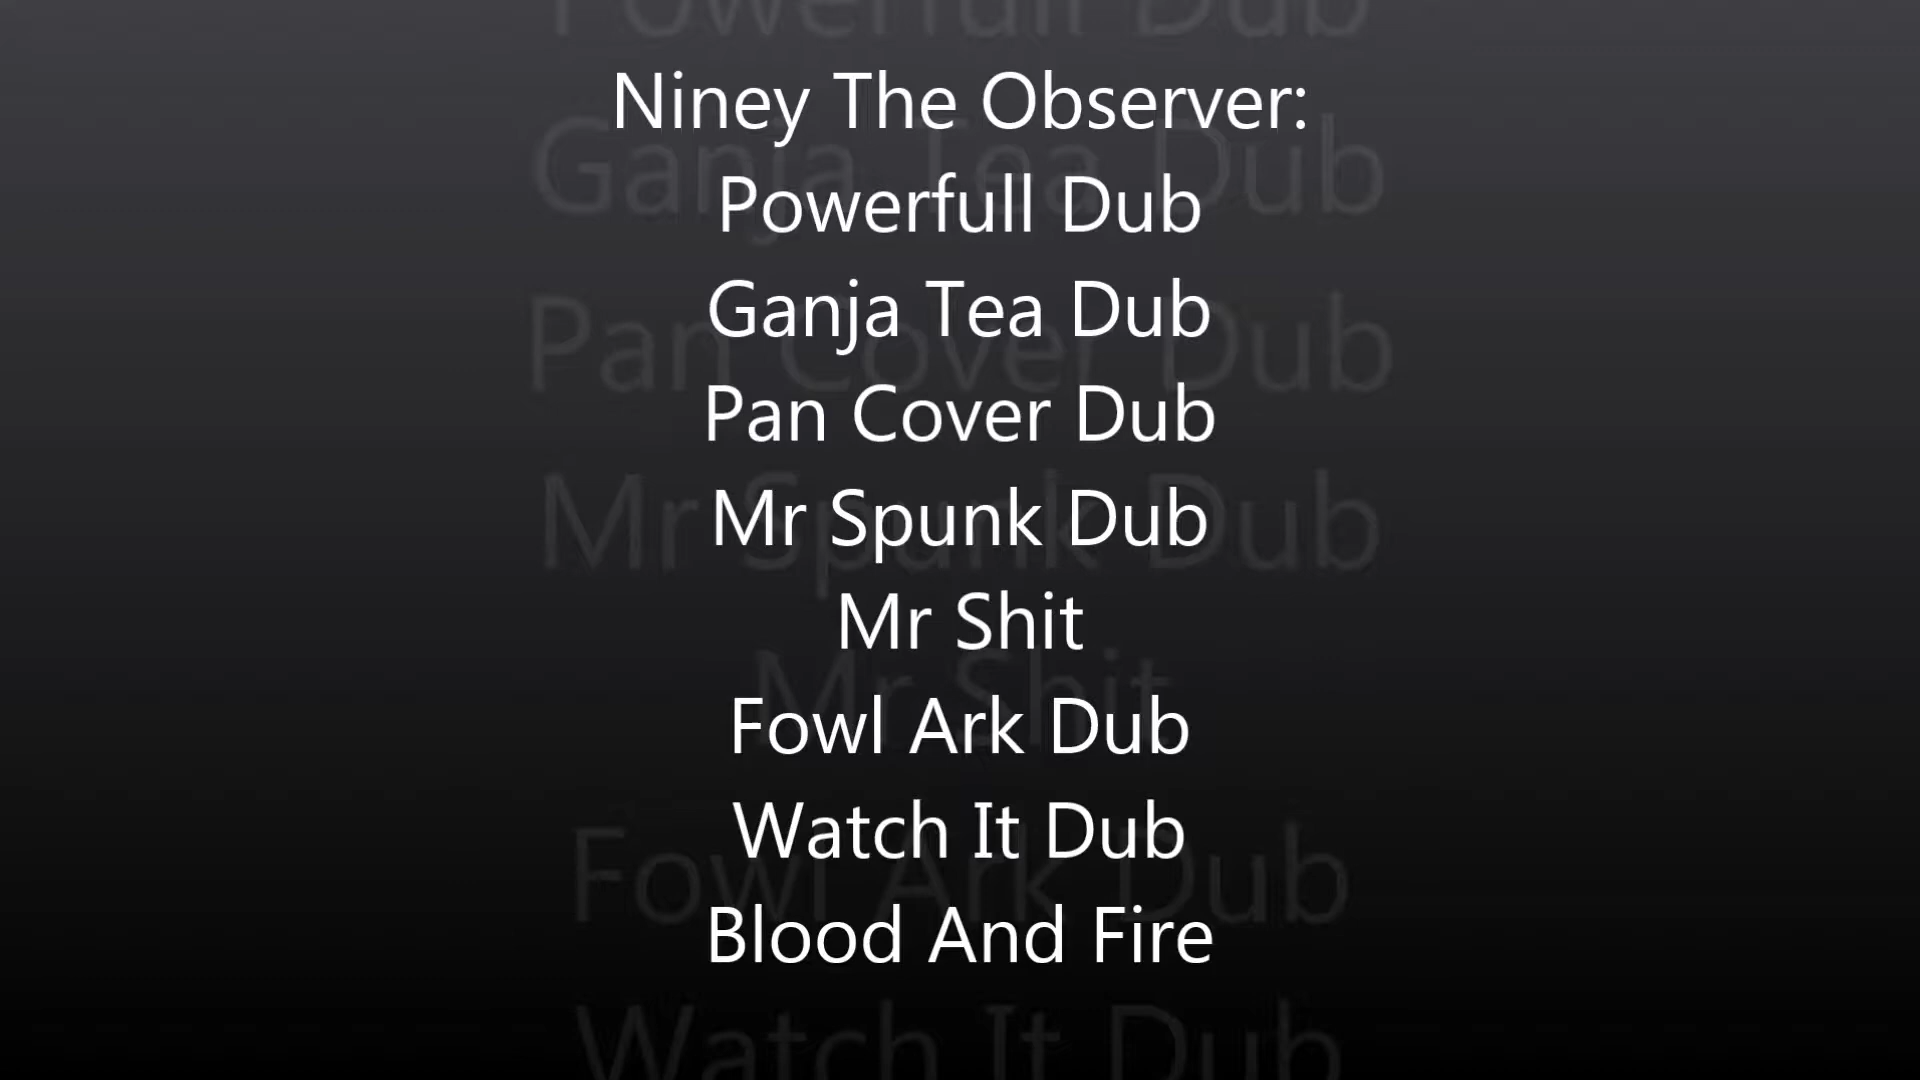 Niney The Observer:
Powerfull Dub
Ganja Tea Dub
Pan Cover Dub
Mr Spunk Dub
Mr Shit
Fowl Ark Dub
Watch It Dub
Blood And Fire